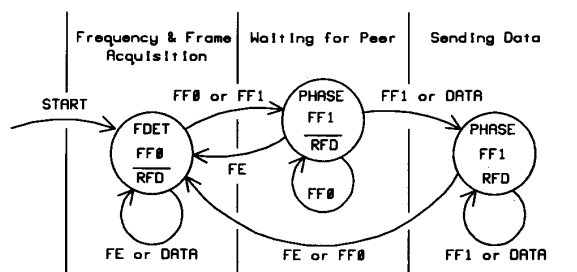 Frequency & Frame
Acquisition
Waiting for Peer
Sending Data
START
FF0 or FF1
FF1 or DATA
FDET
FF0
RFD
PHASE
FF1
RFD
PHASE
FF1
RFD
FE
FF0
FE or DATA
FE or FF0
FF1 or DATA